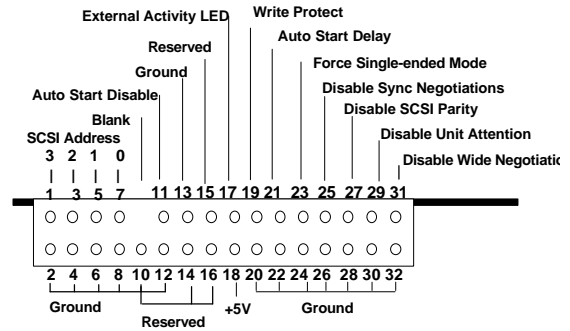 External Activity LED
Write Protect
Reserved
Auto Start Delay
Ground
Force Single-ended Mode
Auto Start Disable
Disable Sync Negotiations
Blank
Disable SCSI Parity
SCSI Address
Disable Unit Attention
3 2 1 0
Disable Wide Negotiatio
1 3 5 7 11 13 15 17 19 21 23 25 27 29 31
2 4 6 8 10 12 14 16 18 20 22 24 26 28 30 32
Ground
Reserved
+5V
Ground